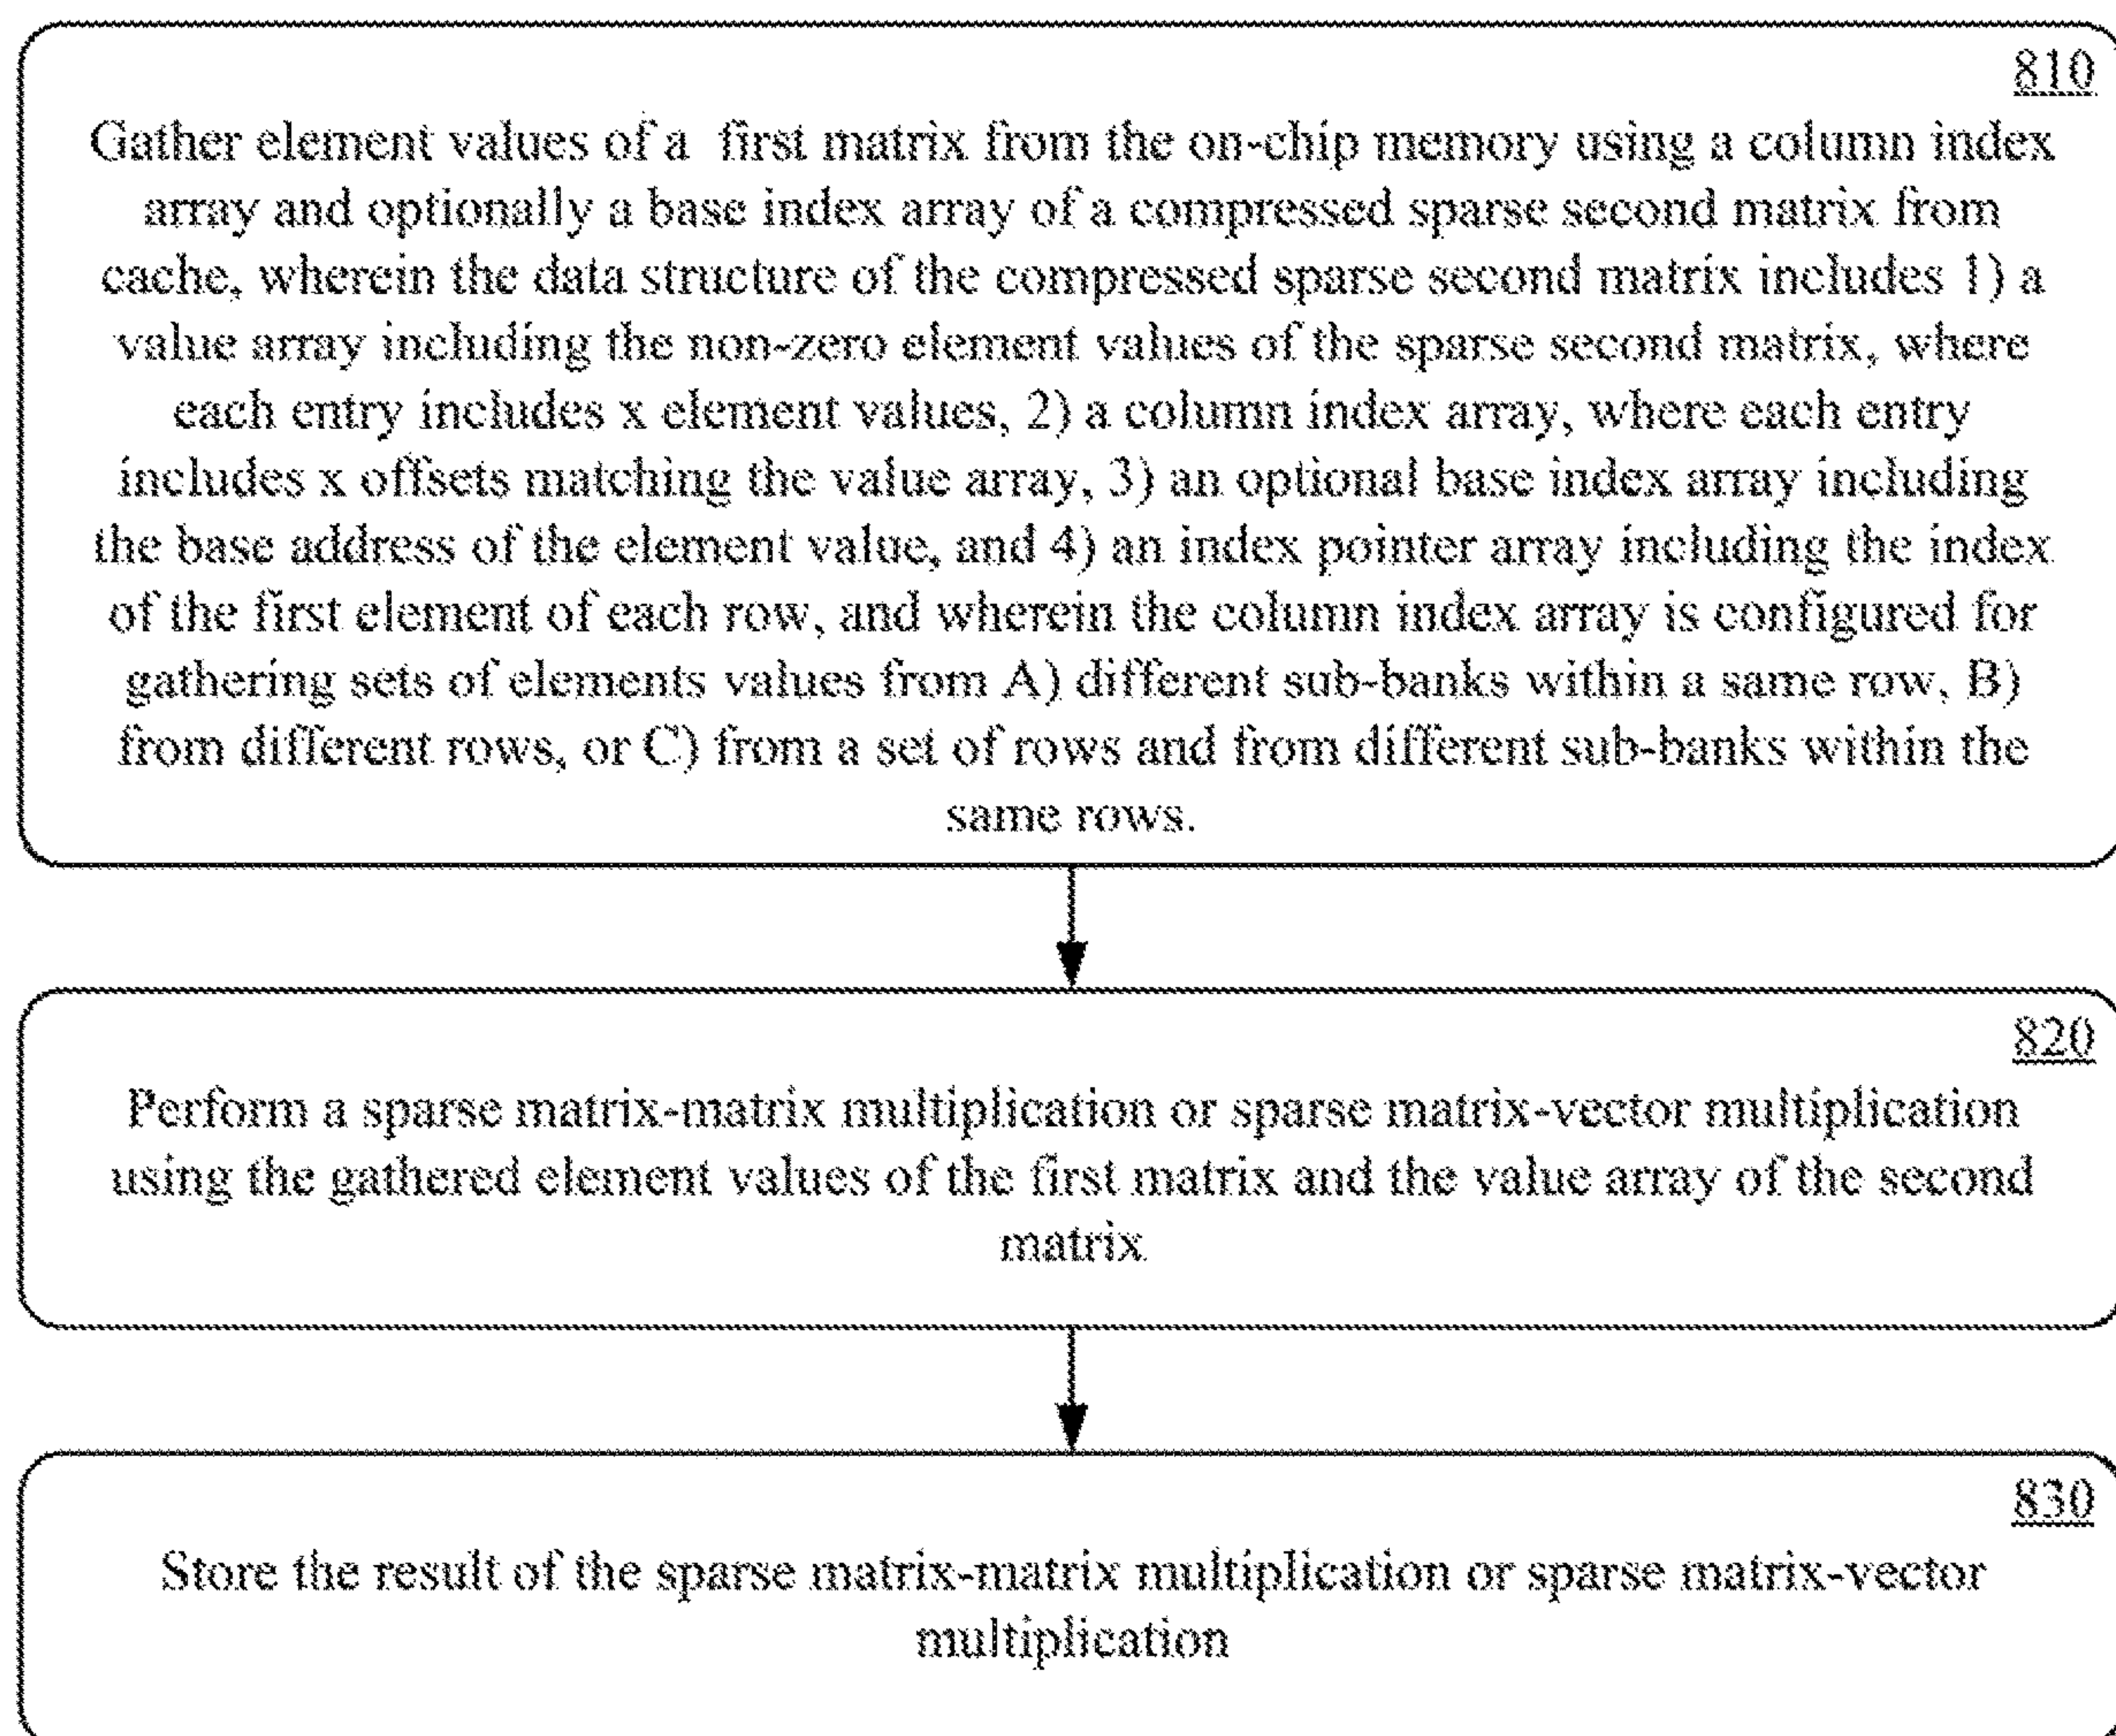 810
Gather element values of a first matrix from the on-chip memory using a column index
array and optionally a base index array of a compressed sparse second matrix from
cache, wherein the data structure of the compressed sparse second matrix includes 1) a
value array including the non-zero element values of the sparse second matrix, where
each entry includes x element values, 2) a column index array, where each entry
includes x offsets matching the value array, 3) an optional base index array including
the base address of the element value, and 4) an index pointer array including the index
of the first element of each row, and wherein the column index array is configured for
gathering sets of elements values from A) different sub-banks within a same row, B)
from different rows, or C) from a set of rows and from different sub-banks within the
same rows.
820
Perform a sparse matrix-matrix multiplication or sparse matrix-vector multiplication
using the gathered element values of the first matrix and the value array of the second
matrix
830
Store the result of the sparse matrix-matrix multiplication or sparse matrix-vector
multiplication